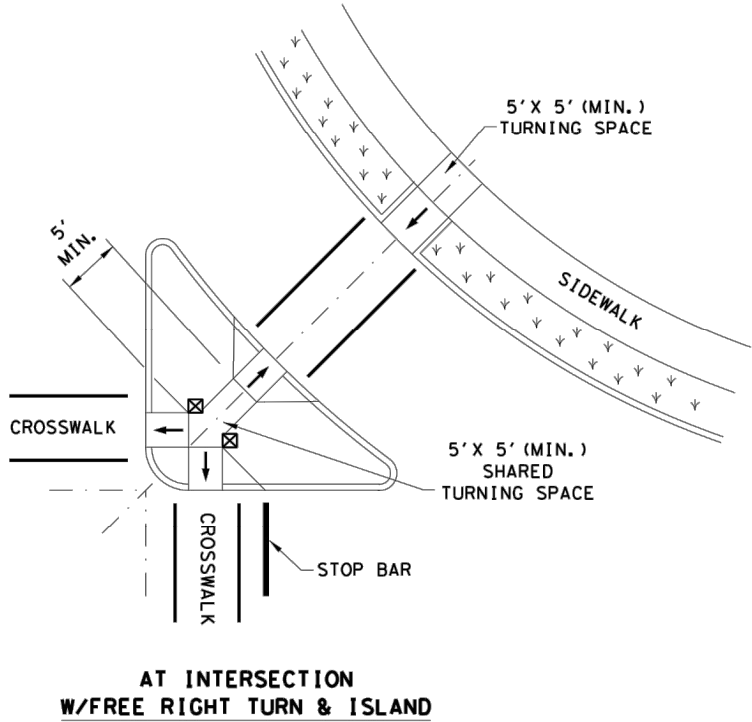 5' X 5' (MIN.)
TURNING SPACE
5'
MIN.
SIDEWALK
CROSSWALK
5' X 5' (MIN.)
SHARED
TURNING SPACE
CROSSWALK
STOP BAR
AT INTERSECTION
W/FREE RIGHT TURN & ISLAND